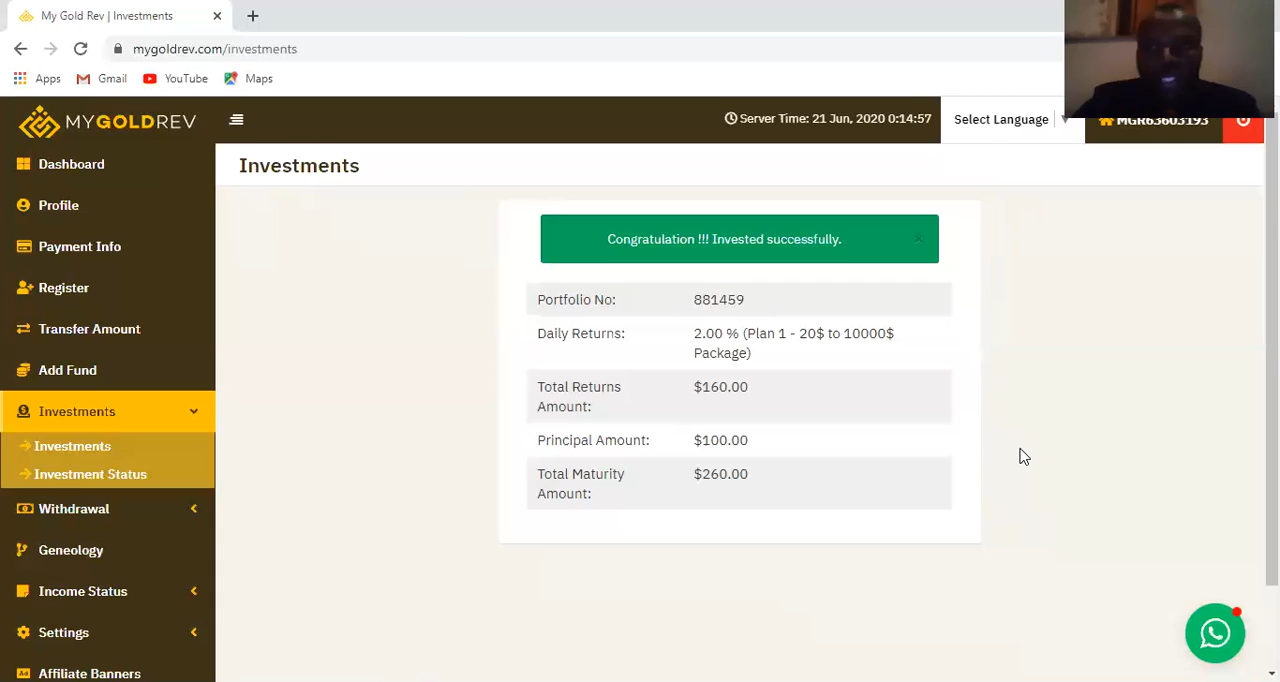 My Gold Rev | Investments
mygoldrev.com/investments
Apps Gmail YouTube Maps
MYGOLDREV
Server Time: 21 Jun, 2020 0:14:57
Select Language
MGR63603193
Dashboard
Profile
Payment Info
Register
Transfer Amount
Add Fund
Investments
Investments
Investment Status
Withdrawal
Geneology
Income Status
Settings
Affiliate Banners
Investments
Congratulation !!! Invested successfully.
Portfolio No: 881459
Daily Returns: 2.00 % (Plan 1 - 20$ to 10000$
Package)
Total Returns $160.00
Amount:
Principal Amount: $100.00
Total Maturity $260.00
Amount: